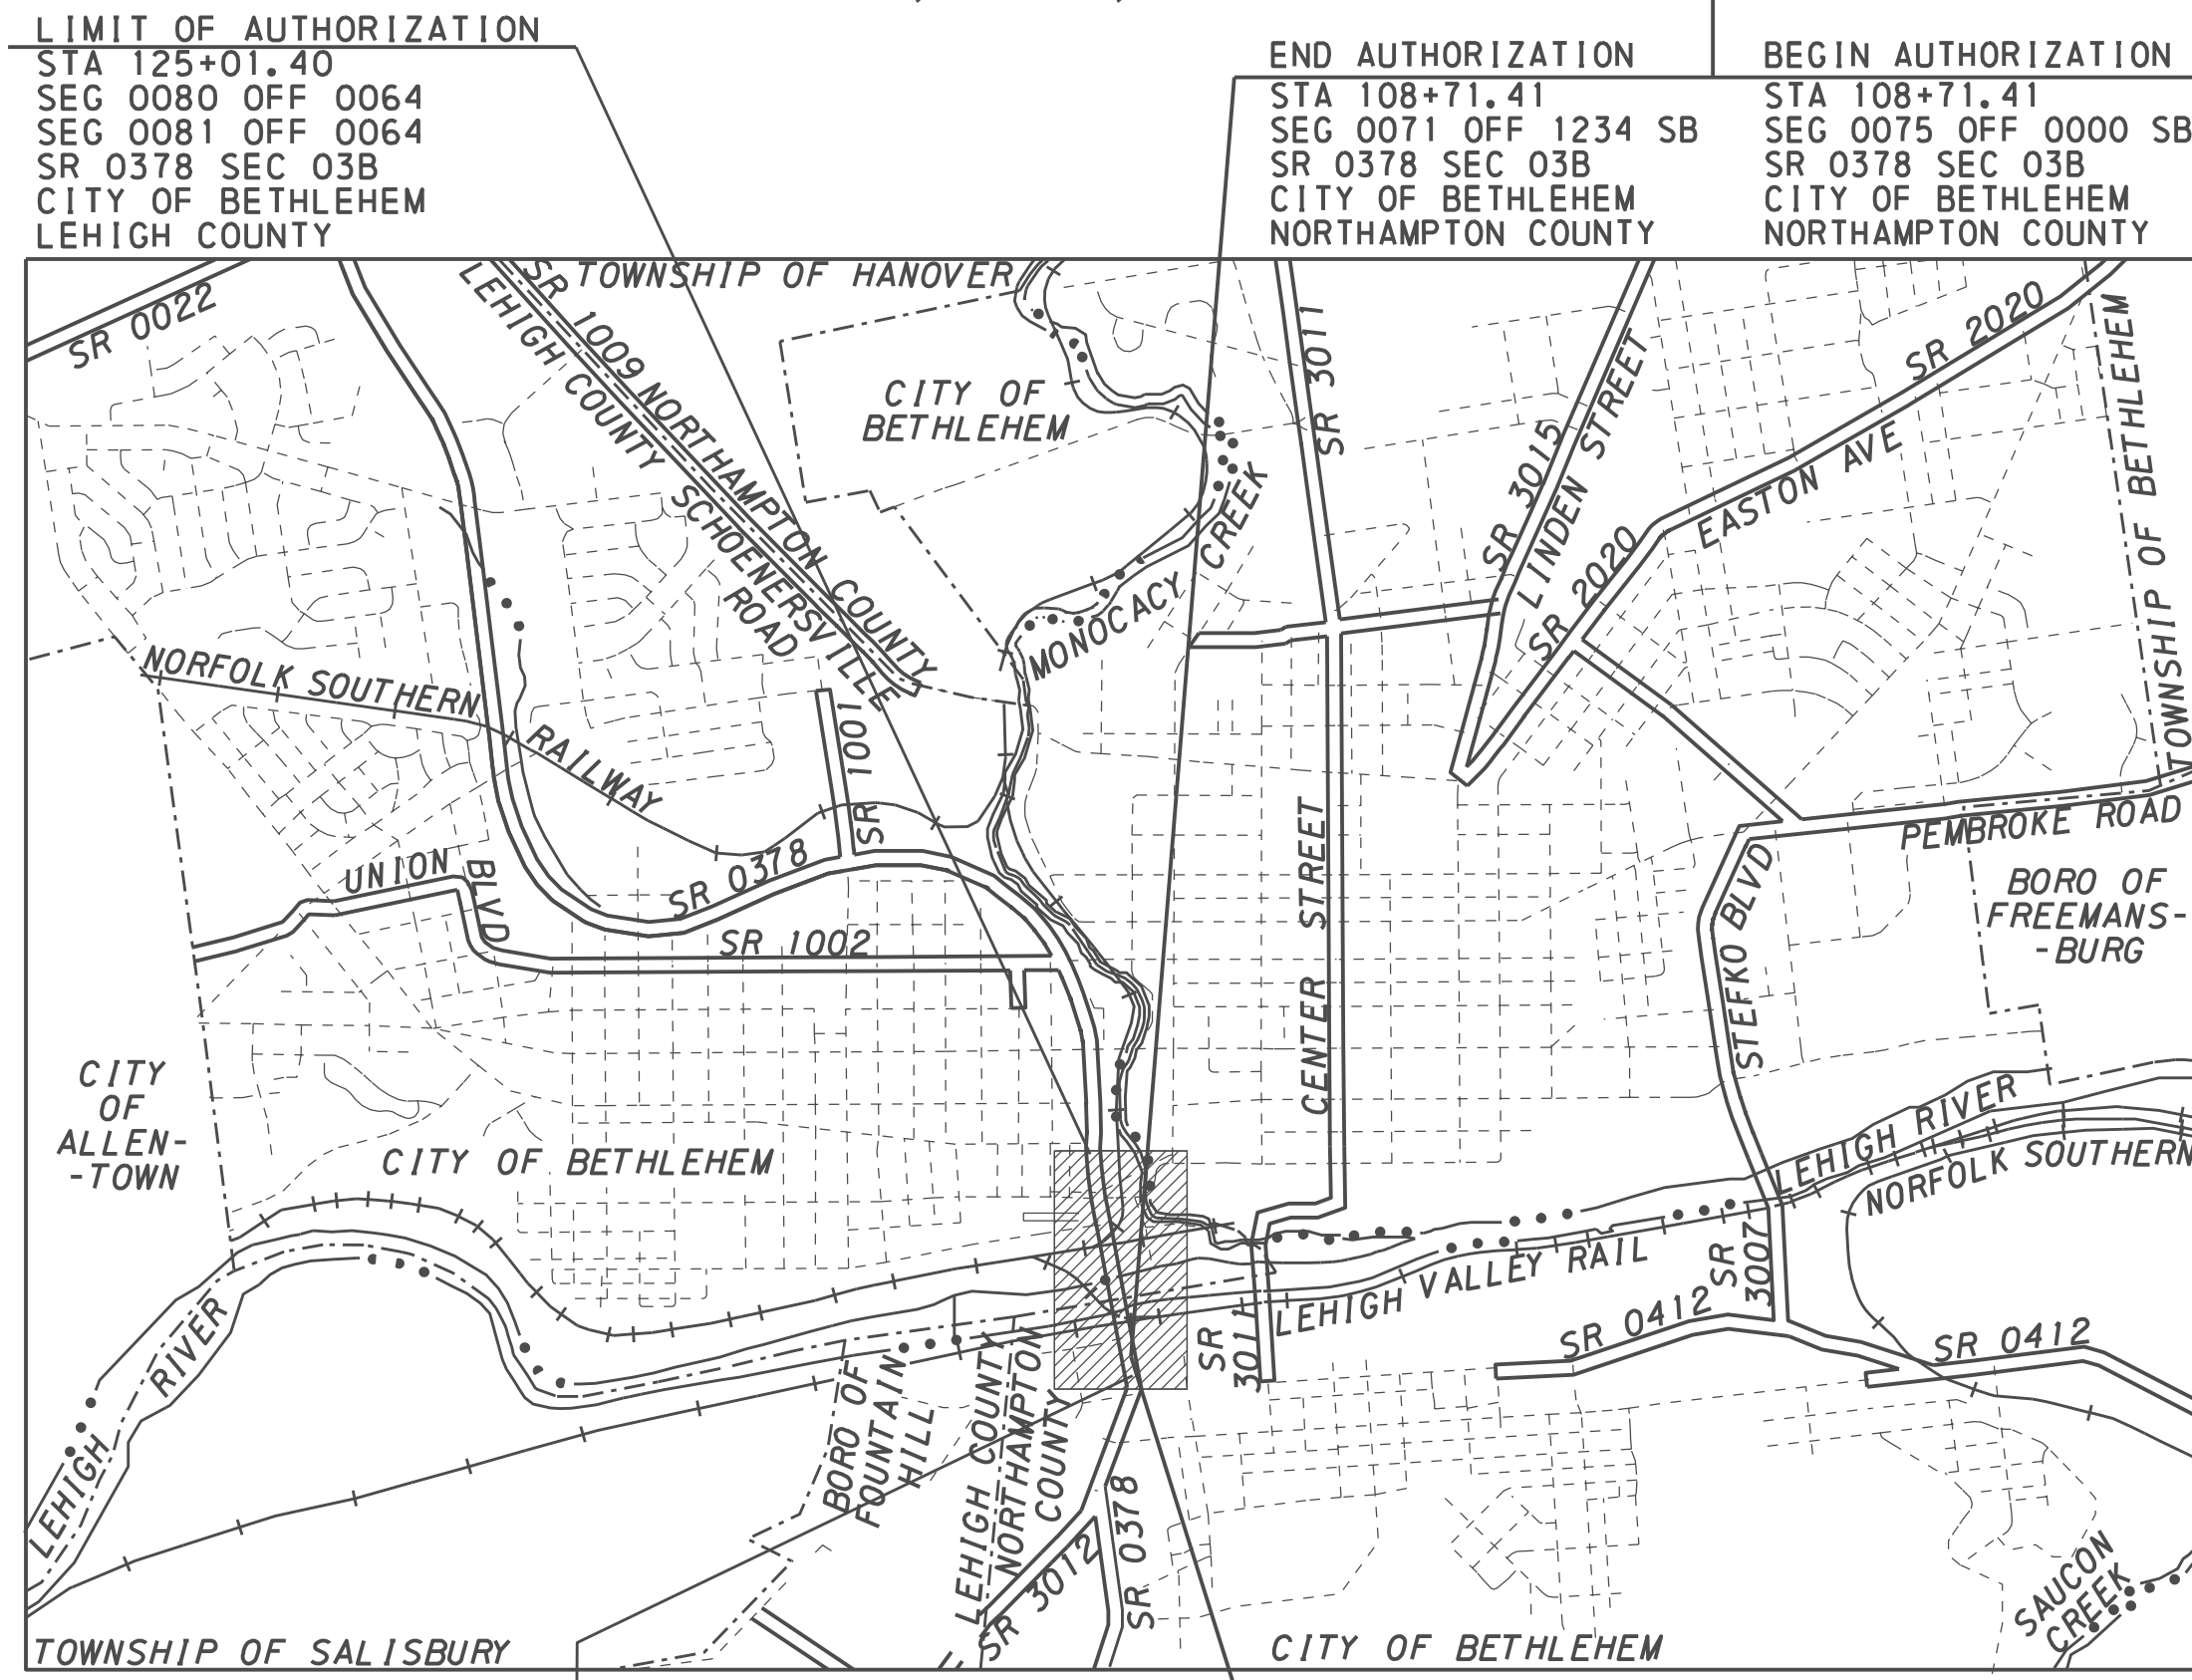 LIMIT OF AUTHORIZATION
STA 125+01.40
SEG 0080 OFF 0064
SEG 0081 OFF 0064
SR 0378 SEC 03B
CITY OF BETHLEHEM
LEHIGH COUNTY
END AUTHORIZATION
STA 108+71.41
SEG 0071 OFF 1234 SB
SR 0378 SEC 03B
CITY OF BETHLEHEM
NORTHAMPTON COUNTY
BEGIN AUTHORIZATION
STA 108+71.41
SEG 0075 OFF 0000 SB
SR 0378 SEC 03B
CITY OF BETHLEHEM
NORTHAMPTON COUNTY
TOWNSHIP OF HANOVER
SR 0022
SR 1009
NORTHAMPTON COUNTY
LEHIGH COUNTY
SCHOENERSVILLE
ROAD
CITY OF
BETHLEHEM
MONOCACY CREEK
SR 3011
SR 3015
LINDEN STREET
SR 2020
SR 2020
EASTON AVE
TOWNSHIP OF BETHLEHEM
TOWNSHIP
NORFOLK SOUTHERN
RAILWAY
SR 1001
SR 0378
UNION
BLVD
SR 1002
CENTER STREET
STEFKO BLVD
PEMBROKE ROAD
BORO OF
FREEMANS-
-BURG
CITY
OF
ALLEN-
-TOWN
CITY OF BETHLEHEM
LEHIGH RIVER
NORFOLK SOUTHERN
LEHIGH VALLEY RAIL
SR
3007
SR
3011
SR 0412
SR 0412
LEHIGH RIVER
BORO OF
FOUNTAIN
HILL
LEHIGH COUNTY
NORTHAMPTON
COUNTY
SR 3012
SR 0378
SAUCON
CREEK
TOWNSHIP OF SALISBURY
CITY OF BETHLEHEM